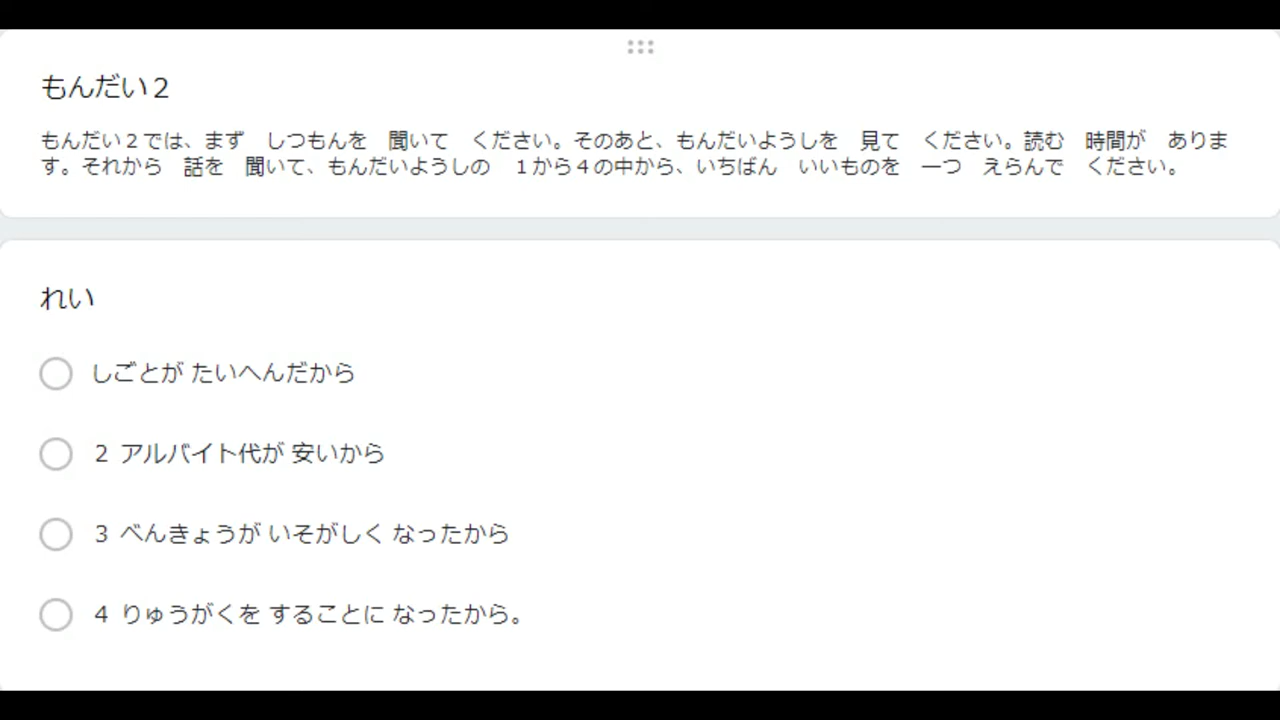 もんだい２
もんだい２では、まず　しつもんを　聞いて　ください。そのあと、もんだいようしを　見て　ください。読む　時間が　ありま
す。それから　話を　聞いて、もんだいようしの　１から４の中から、いちばん　いいものを　一つ　えらんで　ください。
れい
しごとが たいへんだから
２ アルバイト代が 安いから
３ べんきょうが いそがしく なったから
４ りゅうがくを することに なったから。